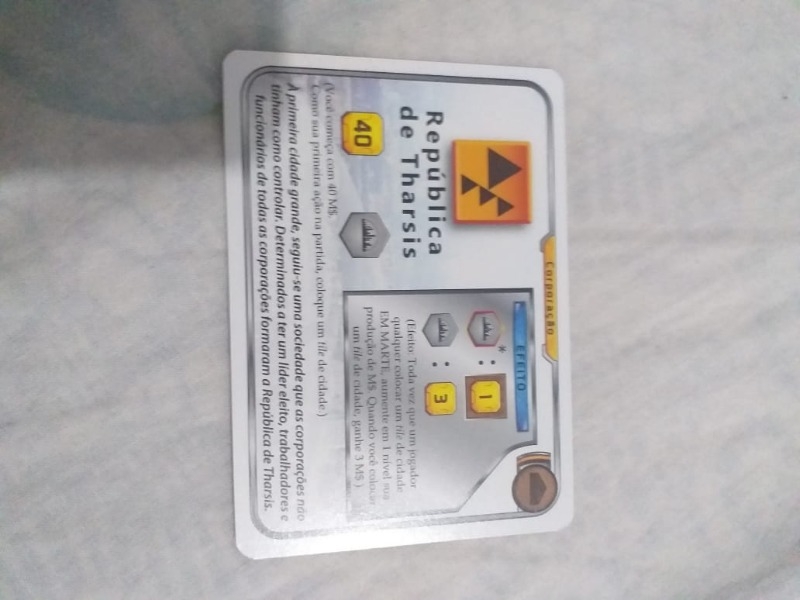 Corporação
República
de Tharsis
40
EFEITO
* : 1
: 3
(Efeito: Toda vez que um jogador
qualquer colocar um tile de cidade
EM MARTE, aumente em 1 nível sua
produção de M$. Quando você colocar
um tile de cidade, ganhe 3 M$.)
(Você começa com 40 M$.
Como sua primeira ação na partida, coloque um tile de cidade.)
À primeira cidade grande, seguiu-se uma sociedade que as corporações não
tinham como controlar. Determinados a ter um líder eleito, trabalhadores e
funcionários de todas as corporações formaram a República de Tharsis.